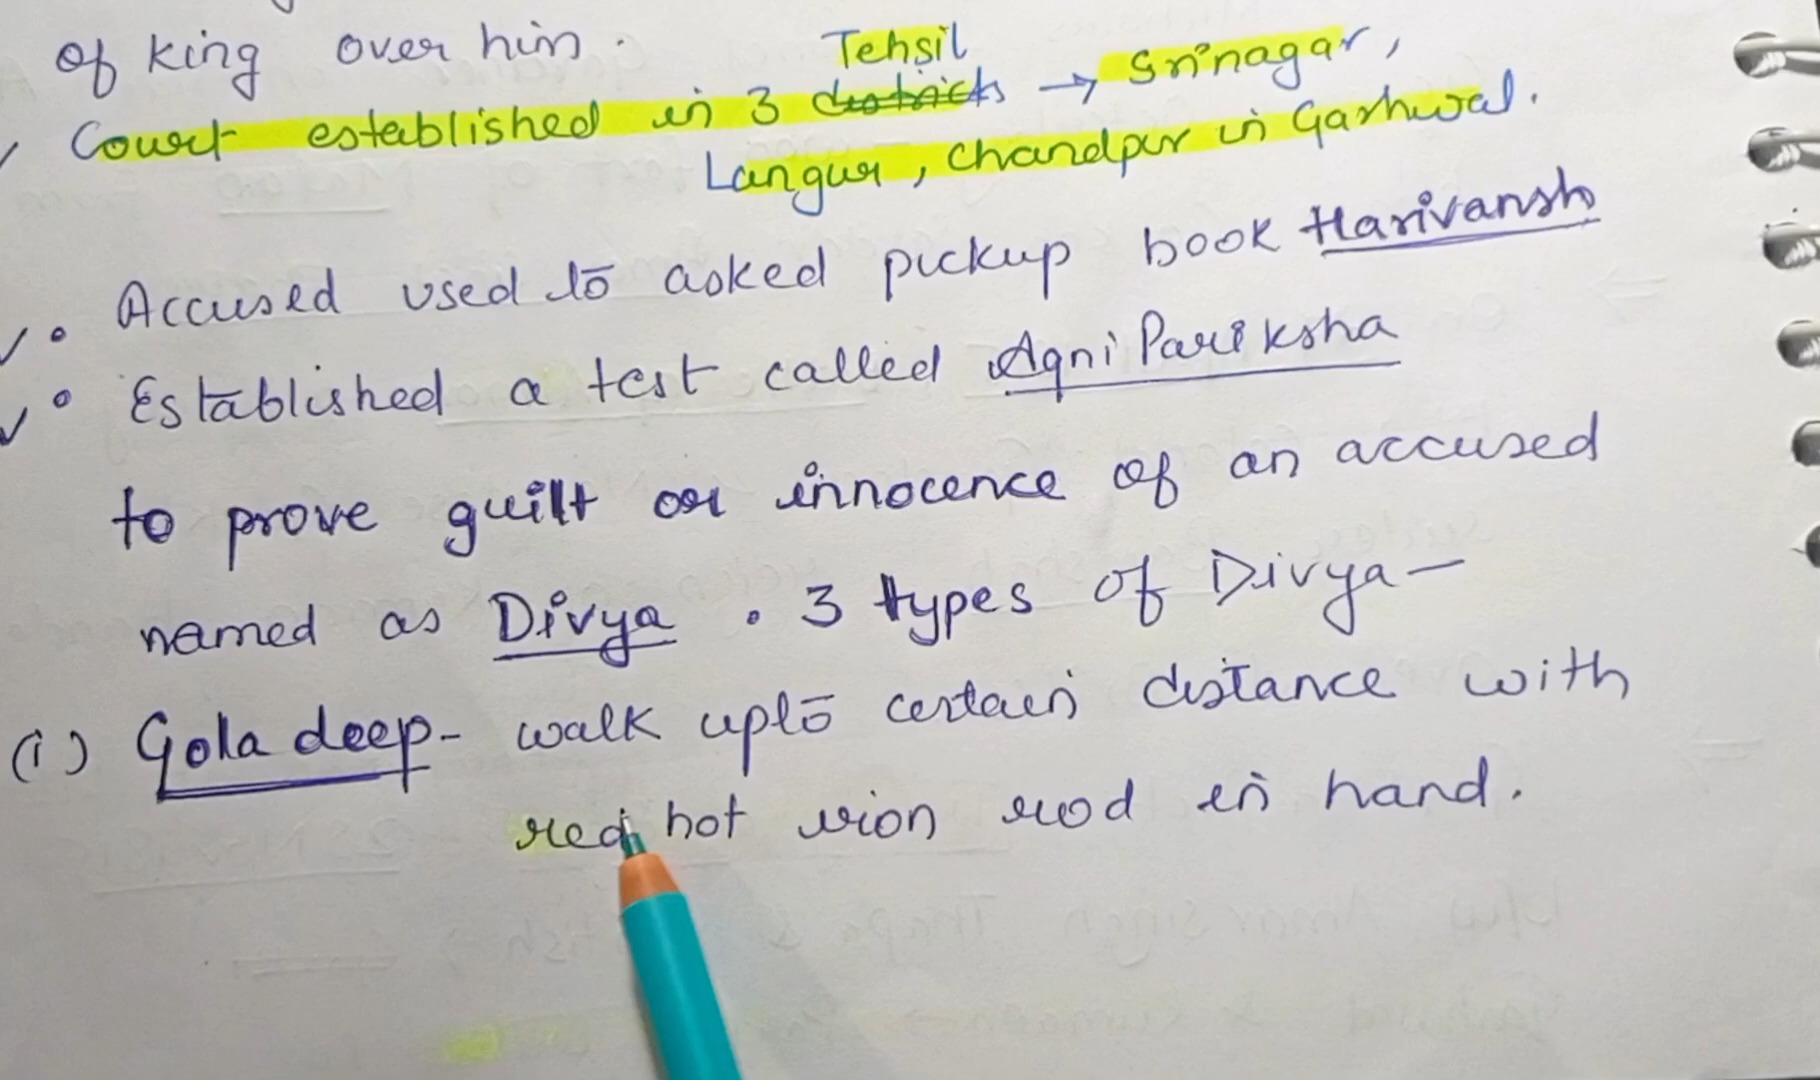 of king over him.
Tehsil
Court established in 3 districts → Srinagar,
Langur, Chandpur in Garhwal.
• Accused used to asked pickup book Harivansh
• Established a test called Agni Pariksha
to prove guilt or innocence of an accused
named as Divya. 3 types of Divya-
(i) Gola deep- walk upto certain distance with
red hot iron rod in hand.